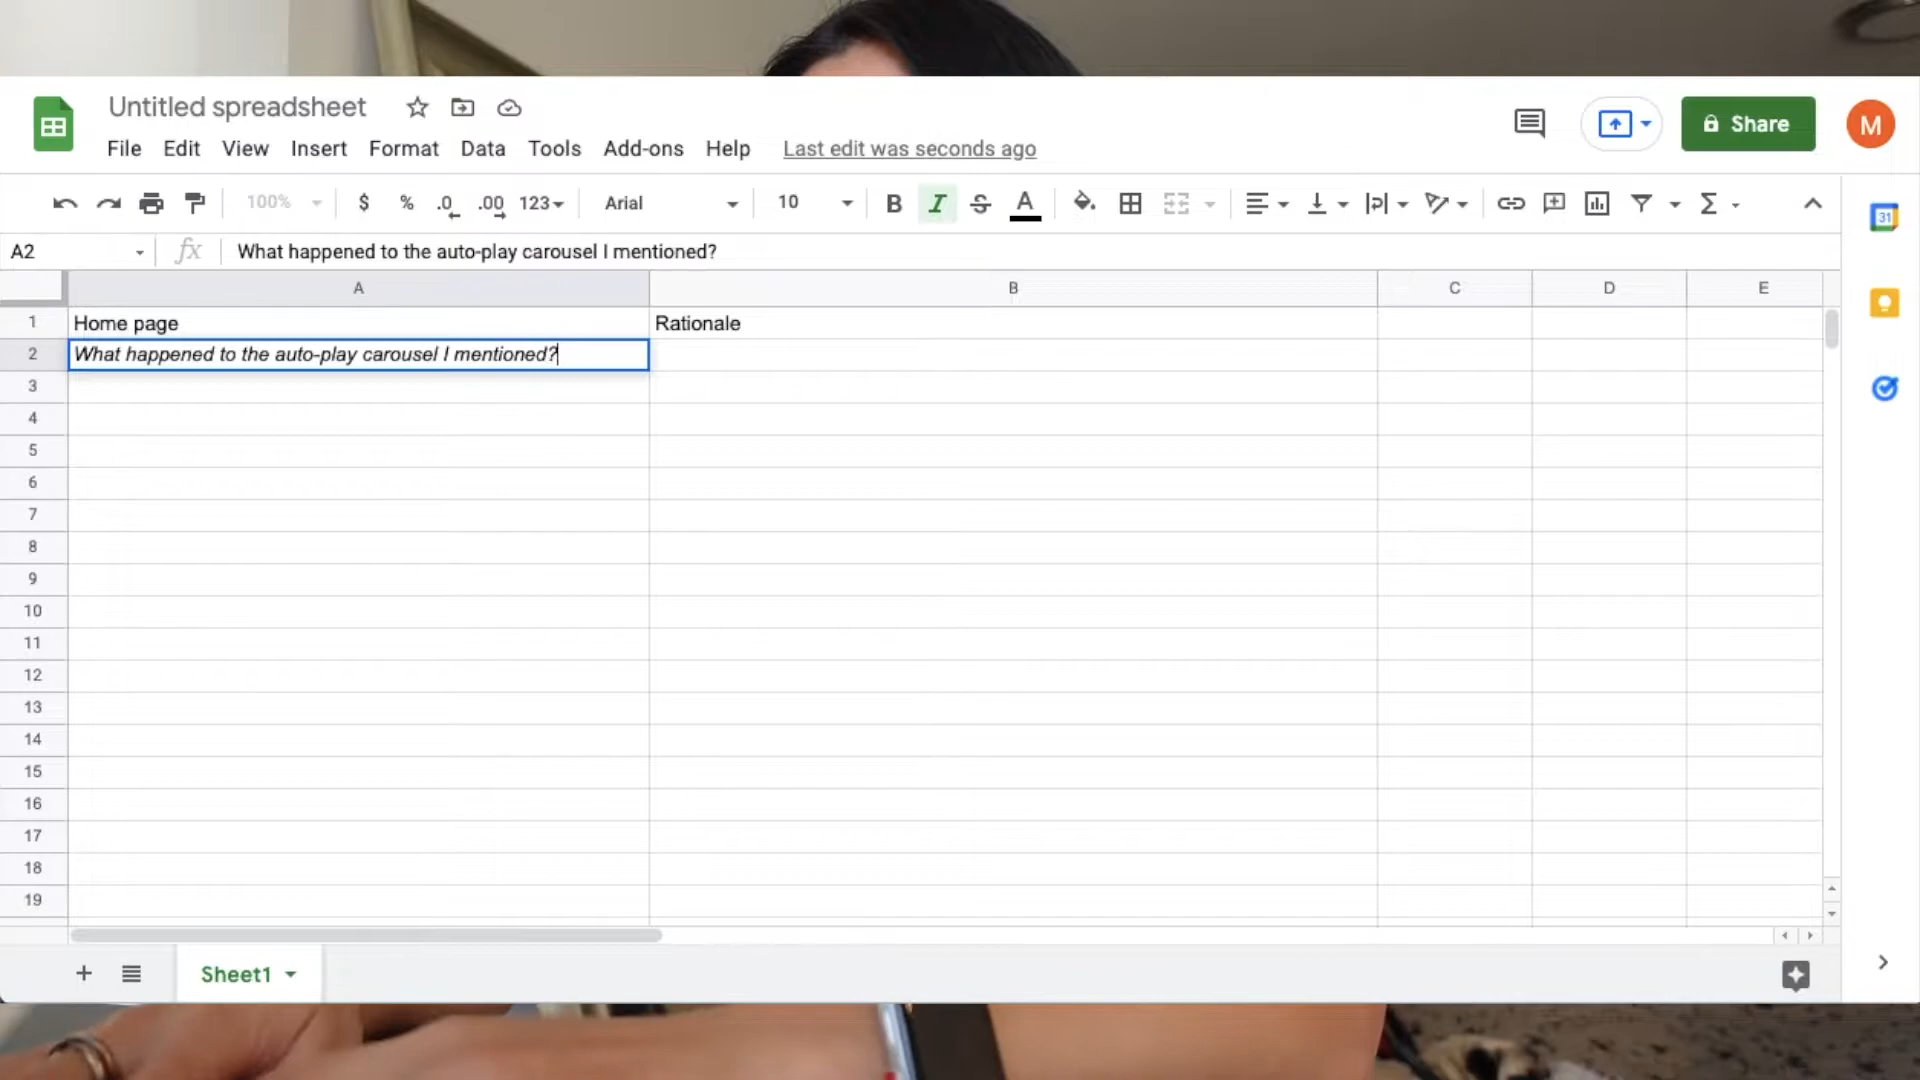 Untitled spreadsheet
File Edit View Insert Format Data Tools Add-ons Help Last edit was seconds ago
Share
M
100% $ % .0 .00 123 Arial 10 B I S A Σ
31
A2 fx What happened to the auto-play carousel I mentioned?
A B C D E
1 Home page Rationale
2 What happened to the auto-play carousel I mentioned?
3
4
5
6
7
8
9
10
11
12
13
14
15
16
17
18
19
Sheet1